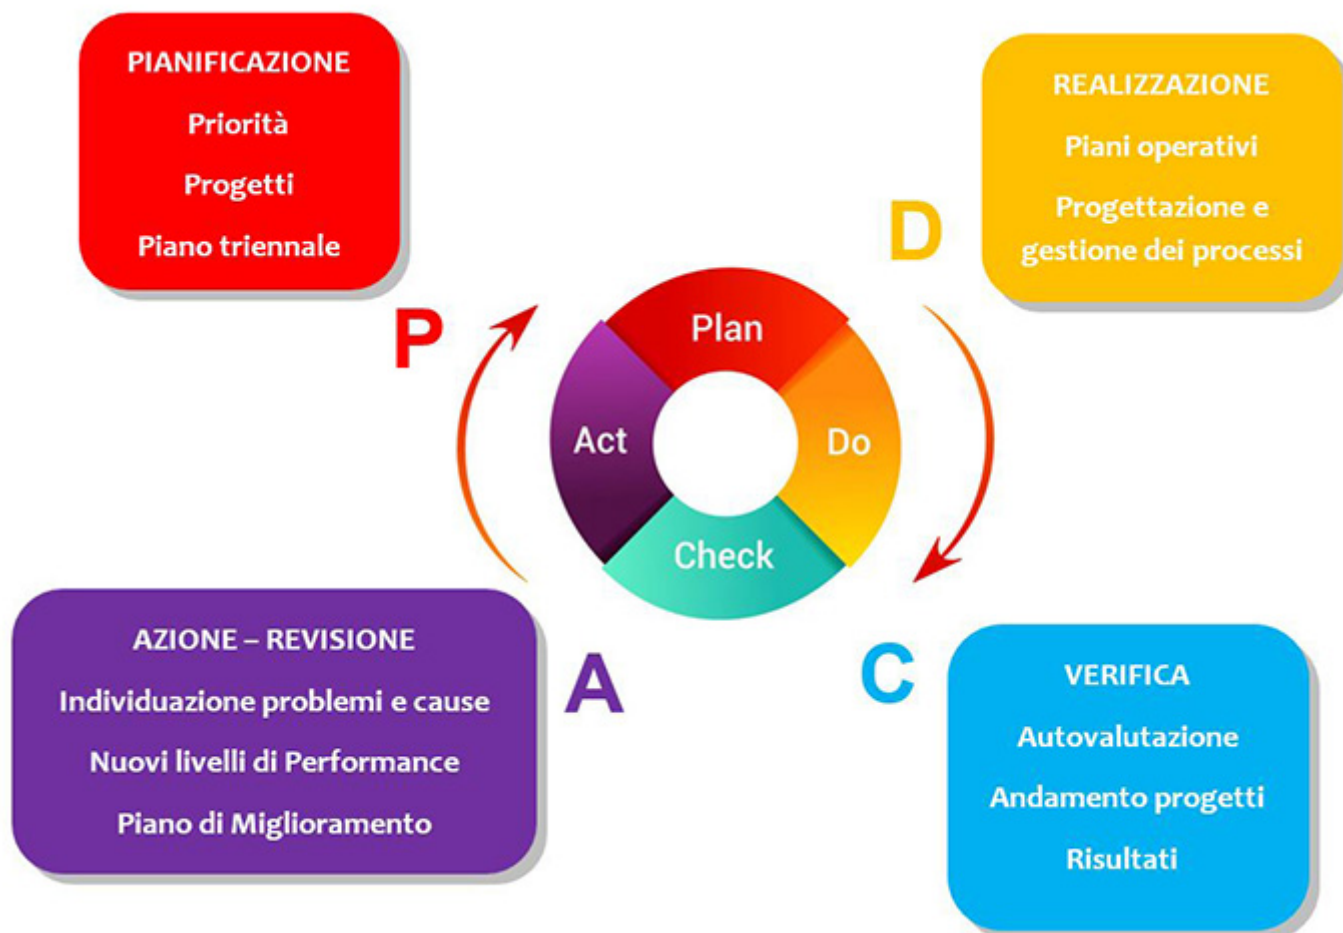 PIANIFICAZIONE
Priorità
Progetti
Piano triennale
P
REALIZZAZIONE
Piani operativi
Progettazione e
gestione dei processi
D
Plan
Do
Check
Act
AZIONE – REVISIONE
Individuazione problemi e cause
Nuovi livelli di Performance
Piano di Miglioramento
A
C
VERIFICA
Autovalutazione
Andamento progetti
Risultati